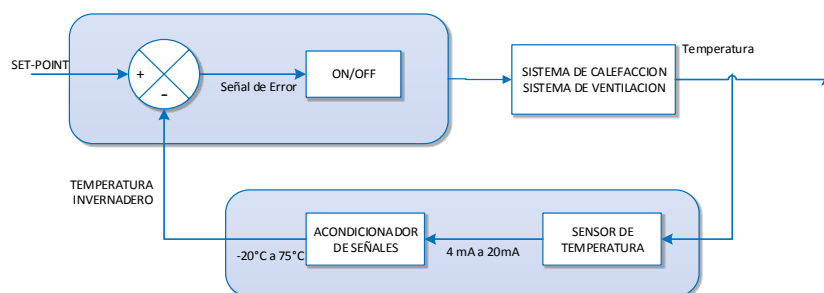 SET-POINT
+
-
Señal de Error
ON/OFF
SISTEMA DE CALEFACCION
SISTEMA DE VENTILACION
Temperatura
TEMPERATURA
INVERNADERO
-20°C a 75°C
ACONDICIONADOR
DE SEÑALES
4 mA a 20mA
SENSOR DE
TEMPERATURA